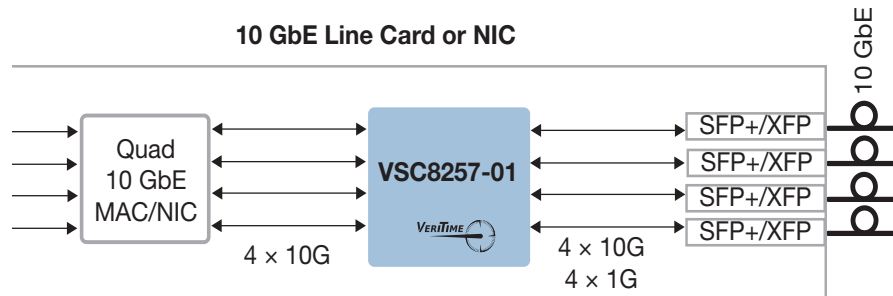 10 GbE Line Card or NIC
10 GbE
Quad
10 GbE
MAC/NIC
4 × 10G
VSC8257-01
VERITIME
4 × 10G
4 × 1G
SFP+/XFP
SFP+/XFP
SFP+/XFP
SFP+/XFP